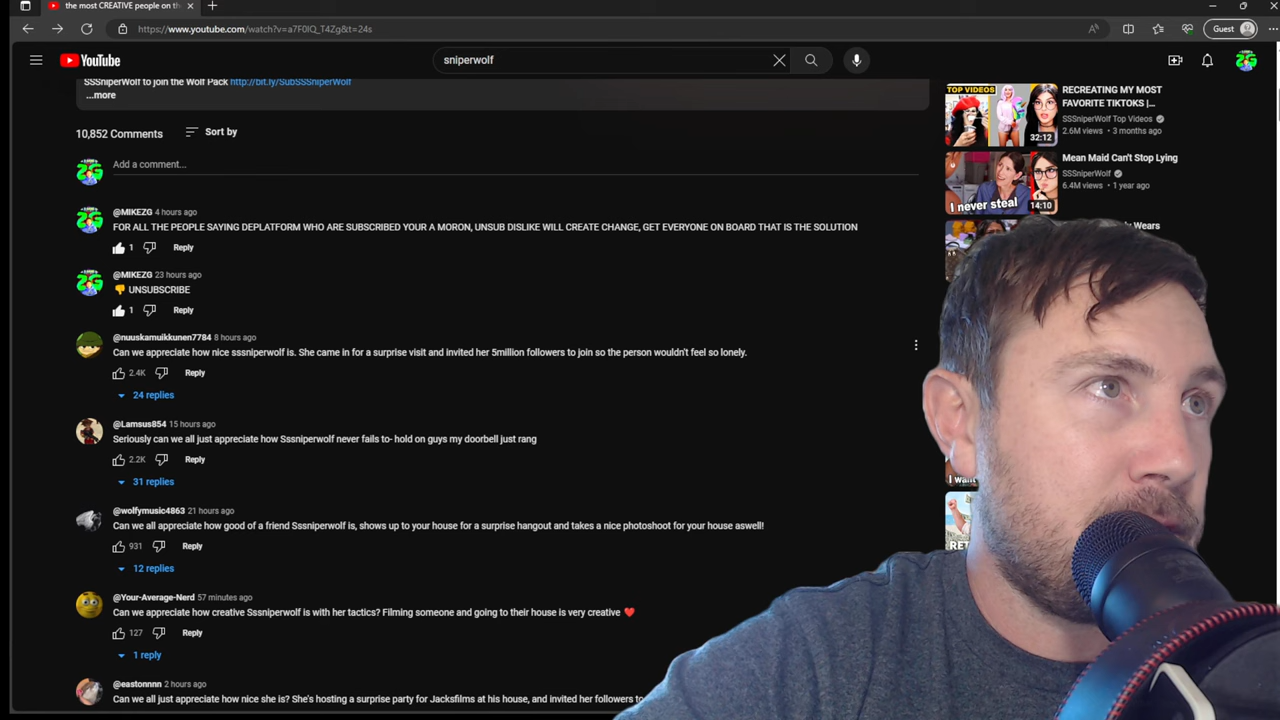 the most CREATIVE people on th
https://www.youtube.com/watch?v=a7F0lQ_T4Zg&t=24s
Guest
YouTube
sniperwolf
SSSniperWolf to join the Wolf Pack http://bit.ly/SubSSSniperWolf
...more
10,852 Comments
Sort by
Add a comment...
@MIKEZG 4 hours ago
FOR ALL THE PEOPLE SAYING DEPLATFORM WHO ARE SUBSCRIBED YOUR A MORON, UNSUB DISLIKE WILL CREATE CHANGE, GET EVERYONE ON BOARD THAT IS THE SOLUTION
1 Reply
@MIKEZG 23 hours ago
👎 UNSUBSCRIBE
1 Reply
@nuuskamuikkunen7784 8 hours ago
Can we appreciate how nice sssniperwolf is. She came in for a surprise visit and invited her 5million followers to join so the person wouldn't feel so lonely.
2.4K Reply
24 replies
@Lamsus854 15 hours ago
Seriously can we all just appreciate how Sssniperwolf never fails to- hold on guys my doorbell just rang
2.2K Reply
31 replies
@wolfymusic4863 21 hours ago
Can we all appreciate how good of a friend Sssniperwolf is, shows up to your house for a surprise hangout and takes a nice photoshoot for your house aswell!
931 Reply
12 replies
@Your-Average-Nerd 57 minutes ago
Can we appreciate how creative Sssniperwolf is with her tactics? Filming someone and going to their house is very creative ❤️
127 Reply
1 reply
@eastonnnn 2 hours ago
Can we all just appreciate how nice she is? She's hosting a surprise party for Jacksfilms at his house, and invited her followers to
TOP VIDEOS
32:12
RECREATING MY MOST
FAVORITE TIKTOKS |...
SSSniperWolf Top Videos
2.6M views • 3 months ago
I never steal
14:10
Mean Maid Can't Stop Lying
SSSniperWolf
6.4M views • 1 year ago
Wears
I want